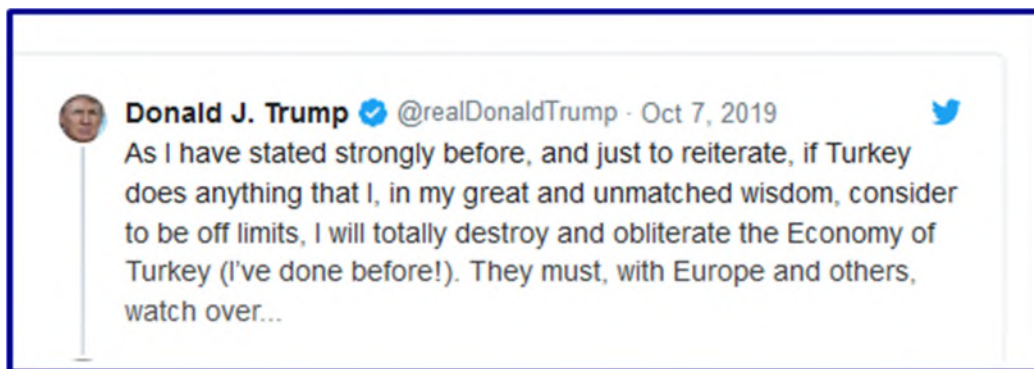 Donald J. Trump @realDonaldTrump · Oct 7, 2019
As I have stated strongly before, and just to reiterate, if Turkey
does anything that I, in my great and unmatched wisdom, consider
to be off limits, I will totally destroy and obliterate the Economy of
Turkey (I've done before!). They must, with Europe and others,
watch over...